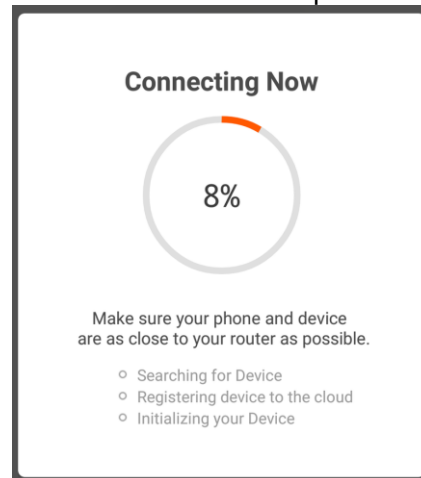 Connecting Now
8%
Make sure your phone and device
are as close to your router as possible.
Searching for Device
Registering device to the cloud
Initializing your Device